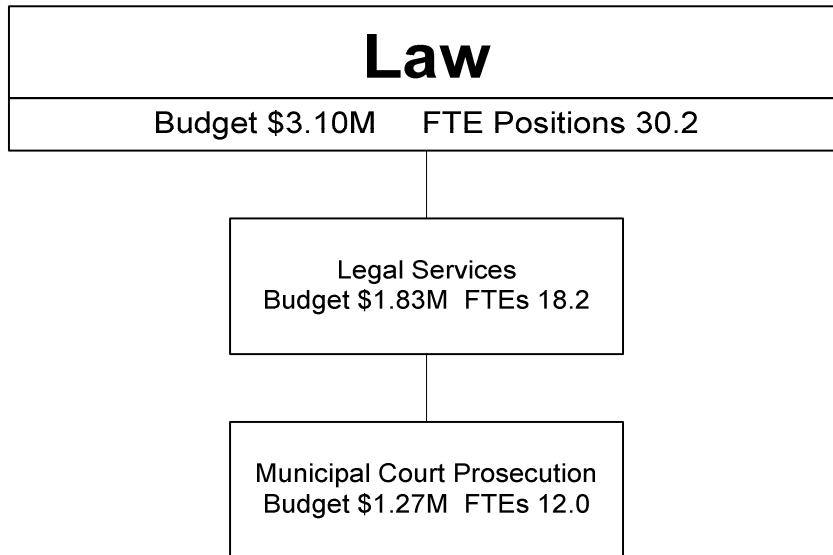 Law
Budget $3.10M FTE Positions 30.2
Legal Services
Budget $1.83M FTEs 18.2
Municipal Court Prosecution
Budget $1.27M FTEs 12.0